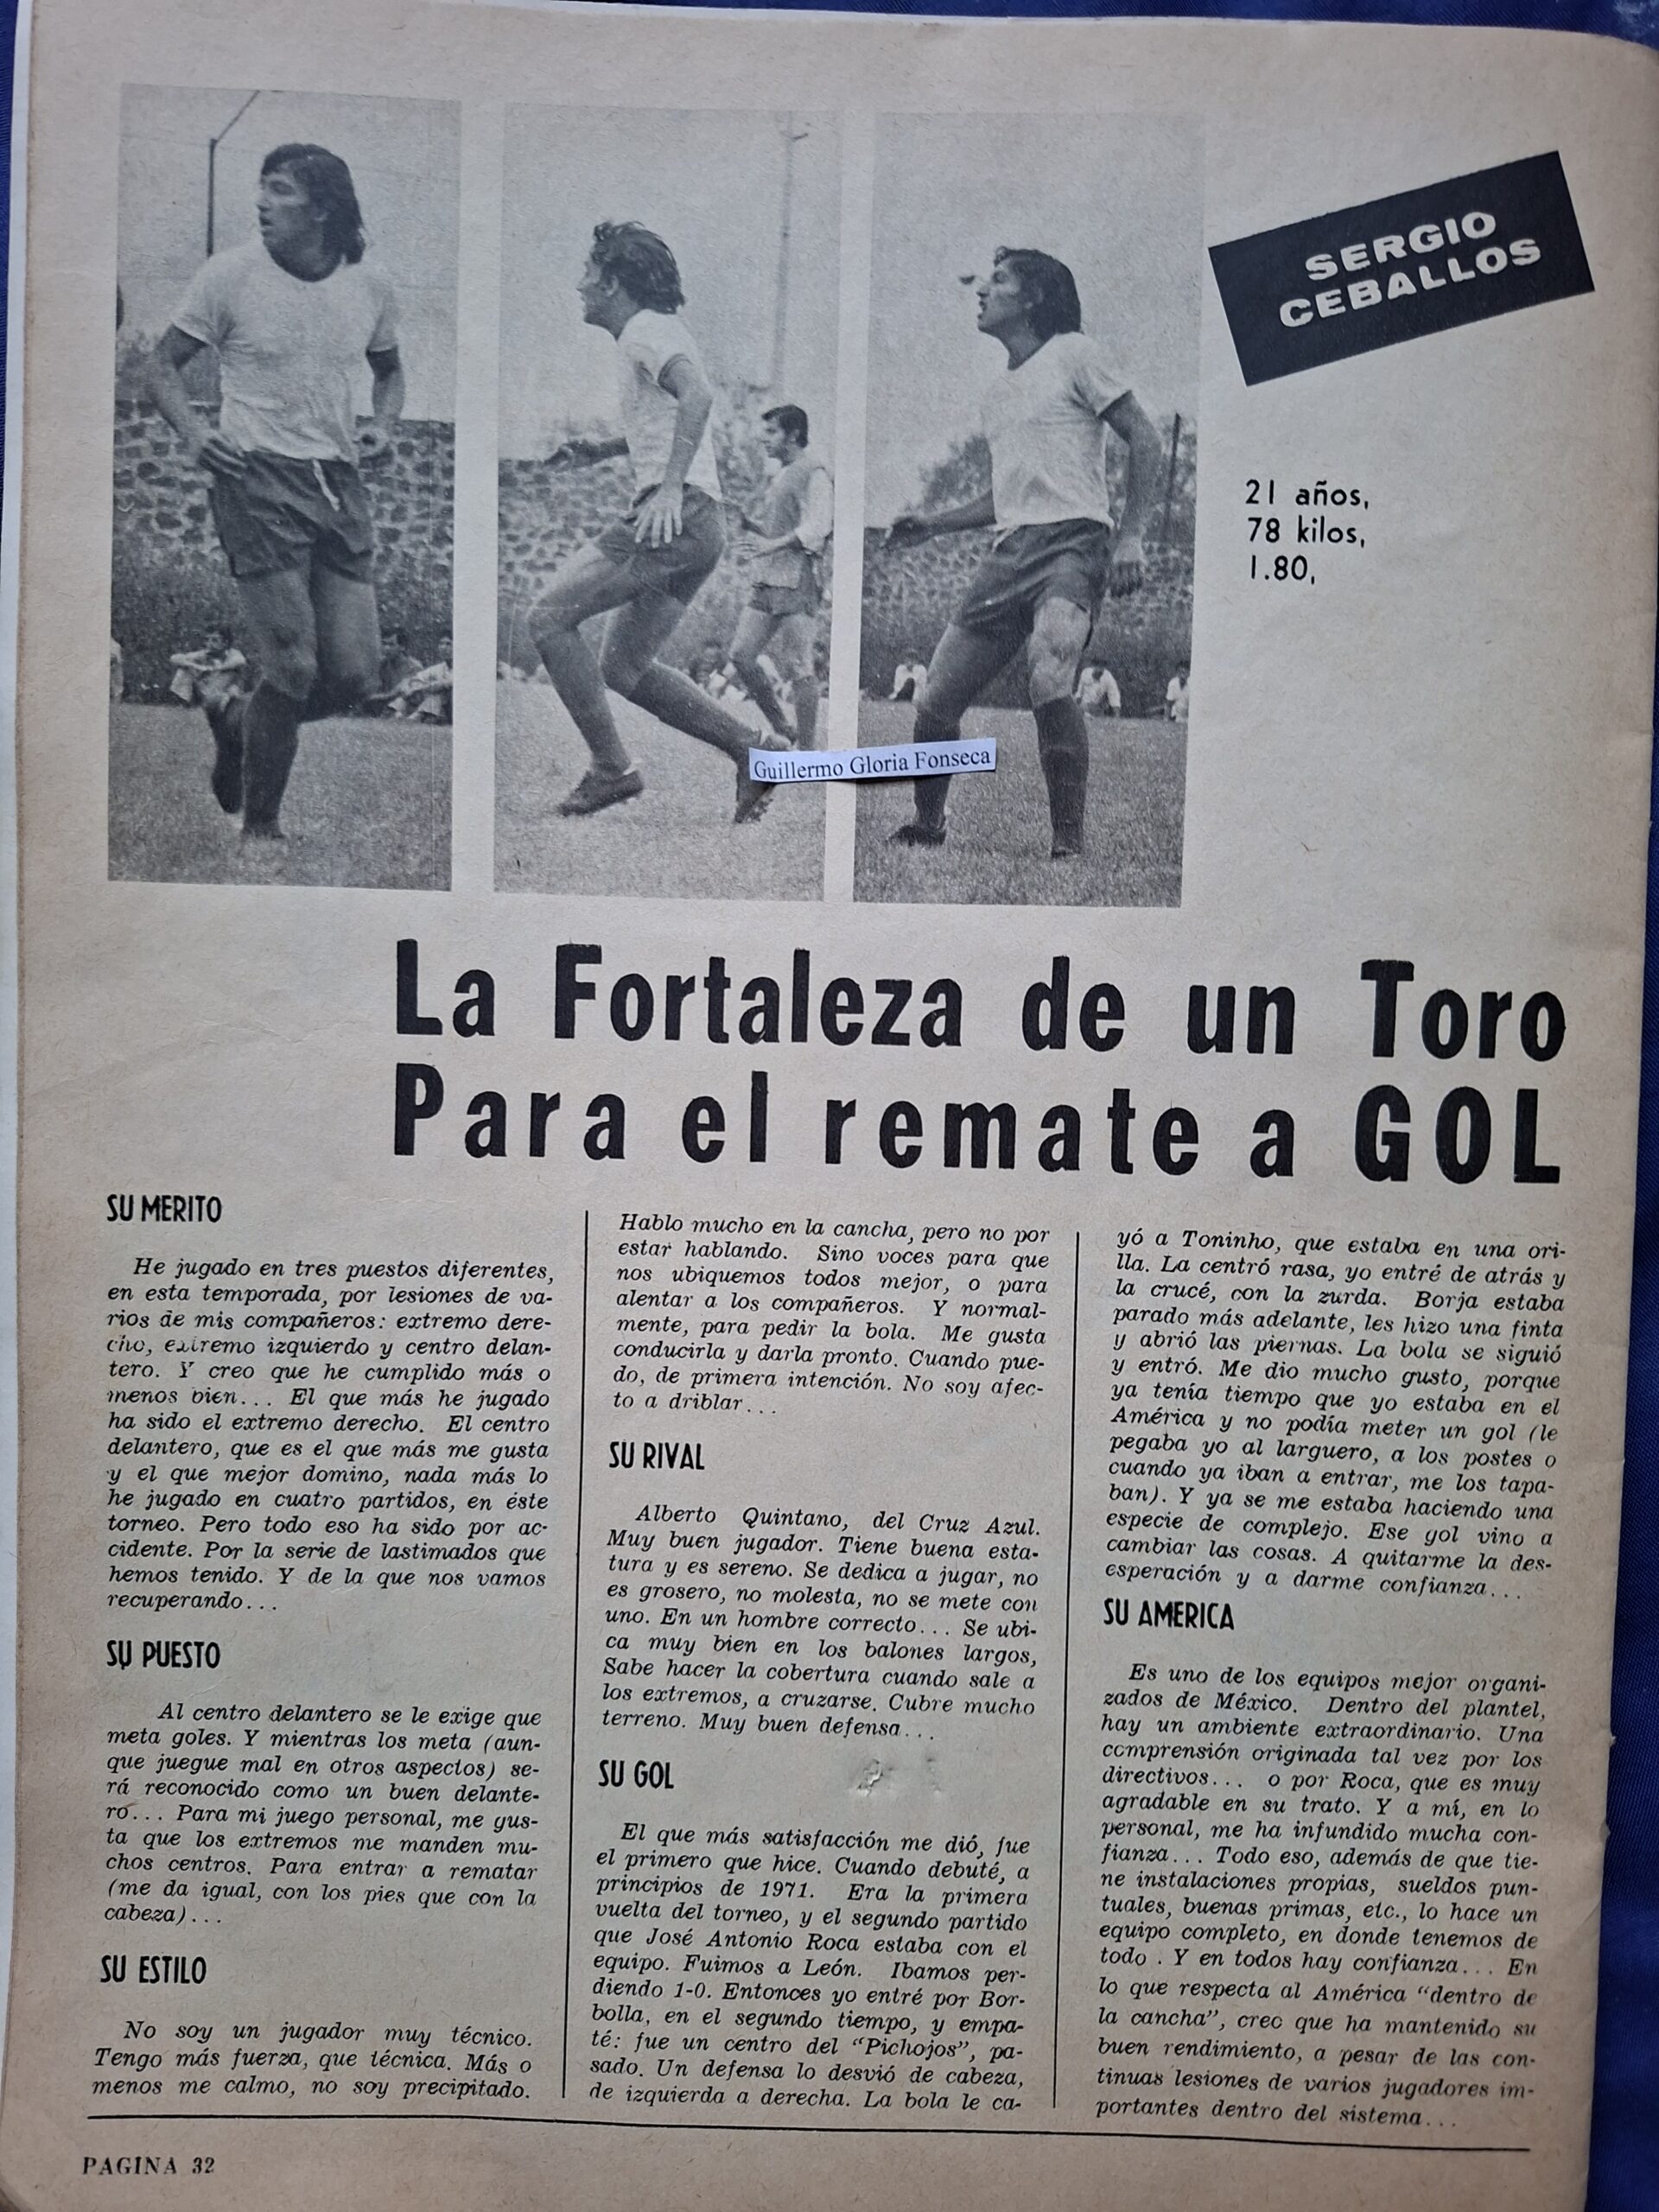 SERGIO
CEBALLOS
21 años,
78 kilos,
1.80,
Guillermo Gloria Fonseca
La Fortaleza de un Toro
Para el remate a GOL
SU MERITO
He jugado en tres puestos diferentes,
en esta temporada, por lesiones de va-
rios de mis compañeros: extremo dere-
cho, extremo izquierdo y centro delan-
tero. Y creo que he cumplido más o
menos bien... El que más he jugado
ha sido el extremo derecho. El centro
delantero, que es el que más me gusta
y el que mejor domino, nada más lo
he jugado en cuatro partidos, en éste
torneo. Pero todo eso ha sido por ac-
cidente. Por la serie de lastimados que
hemos tenido. Y de la que nos vamos
recuperando...
SU PUESTO
Al centro delantero se le exige que
meta goles. Y mientras los meta (aun-
que juegue mal en otros aspectos) se-
rá reconocido como un buen delante-
ro... Para mi juego personal, me gus-
ta que los extremos me manden mu-
chos centros. Para entrar a rematar
(me da igual, con los pies que con la
cabeza)...
SU ESTILO
No soy un jugador muy técnico.
Tengo más fuerza, que técnica. Más o
menos me calmo, no soy precipitado.
Hablo mucho en la cancha, pero no por
estar hablando. Sino voces para que
nos ubiquemos todos mejor, o para
alentar a los compañeros. Y normal-
mente, para pedir la bola. Me gusta
conducirla y darla pronto. Cuando pue-
do, de primera intención. No soy afec-
to a driblar...
SU RIVAL
Alberto Quintano, del Cruz Azul.
Muy buen jugador. Tiene buena esta-
tura y es sereno. Se dedica a jugar, no
es grosero, no molesta, no se mete con
uno. En un hombre correcto... Se ubi-
ca muy bien en los balones largos,
Sabe hacer la cobertura cuando sale a
los extremos, a cruzarse. Cubre mucho
terreno. Muy buen defensa...
SU GOL
El que más satisfacción me dió, fue
el primero que hice. Cuando debuté, a
principios de 1971. Era la primera
vuelta del torneo, y el segundo partido
que José Antonio Roca estaba con el
equipo. Fuimos a León. Ibamos per-
diendo 1-0. Entonces yo entré por Bor-
bolla, en el segundo tiempo, y empa-
té: fue un centro del "Pichojos", pa-
sado. Un defensa lo desvió de cabeza,
de izquierda a derecha. La bola le ca-
yó a Toninho, que estaba en una ori-
lla. La centró rasa, yo entré de atrás y
la crucé, con la zurda. Borja estaba
parado más adelante, les hizo una finta
y abrió las piernas. La bola se siguió
y entró. Me dio mucho gusto, porque
ya tenía tiempo que yo estaba en el
América y no podía meter un gol (le
pegaba yo al larguero, a los postes o
cuando ya iban a entrar, me los tapa-
ban). Y ya se me estaba haciendo una
especie de complejo. Ese gol vino a
cambiar las cosas. A quitarme la des-
esperación y a darme confianza...
SU AMERICA
Es uno de los equipos mejor organi-
zados de México. Dentro del plantel,
hay un ambiente extraordinario. Una
comprensión originada tal vez por los
directivos... o por Roca, que es muy
agradable en su trato. Y a mí, en lo
personal, me ha infundido mucha con-
fianza... Todo eso, además de que tie-
ne instalaciones propias, sueldos pun-
tuales, buenas primas, etc., lo hace un
equipo completo, en donde tenemos de
todo . Y en todos hay confianza... En
lo que respecta al América "dentro de
la cancha", creo que ha mantenido su
buen rendimiento, a pesar de las con-
tinuas lesiones de varios jugadores im-
portantes dentro del sistema...
PAGINA 32